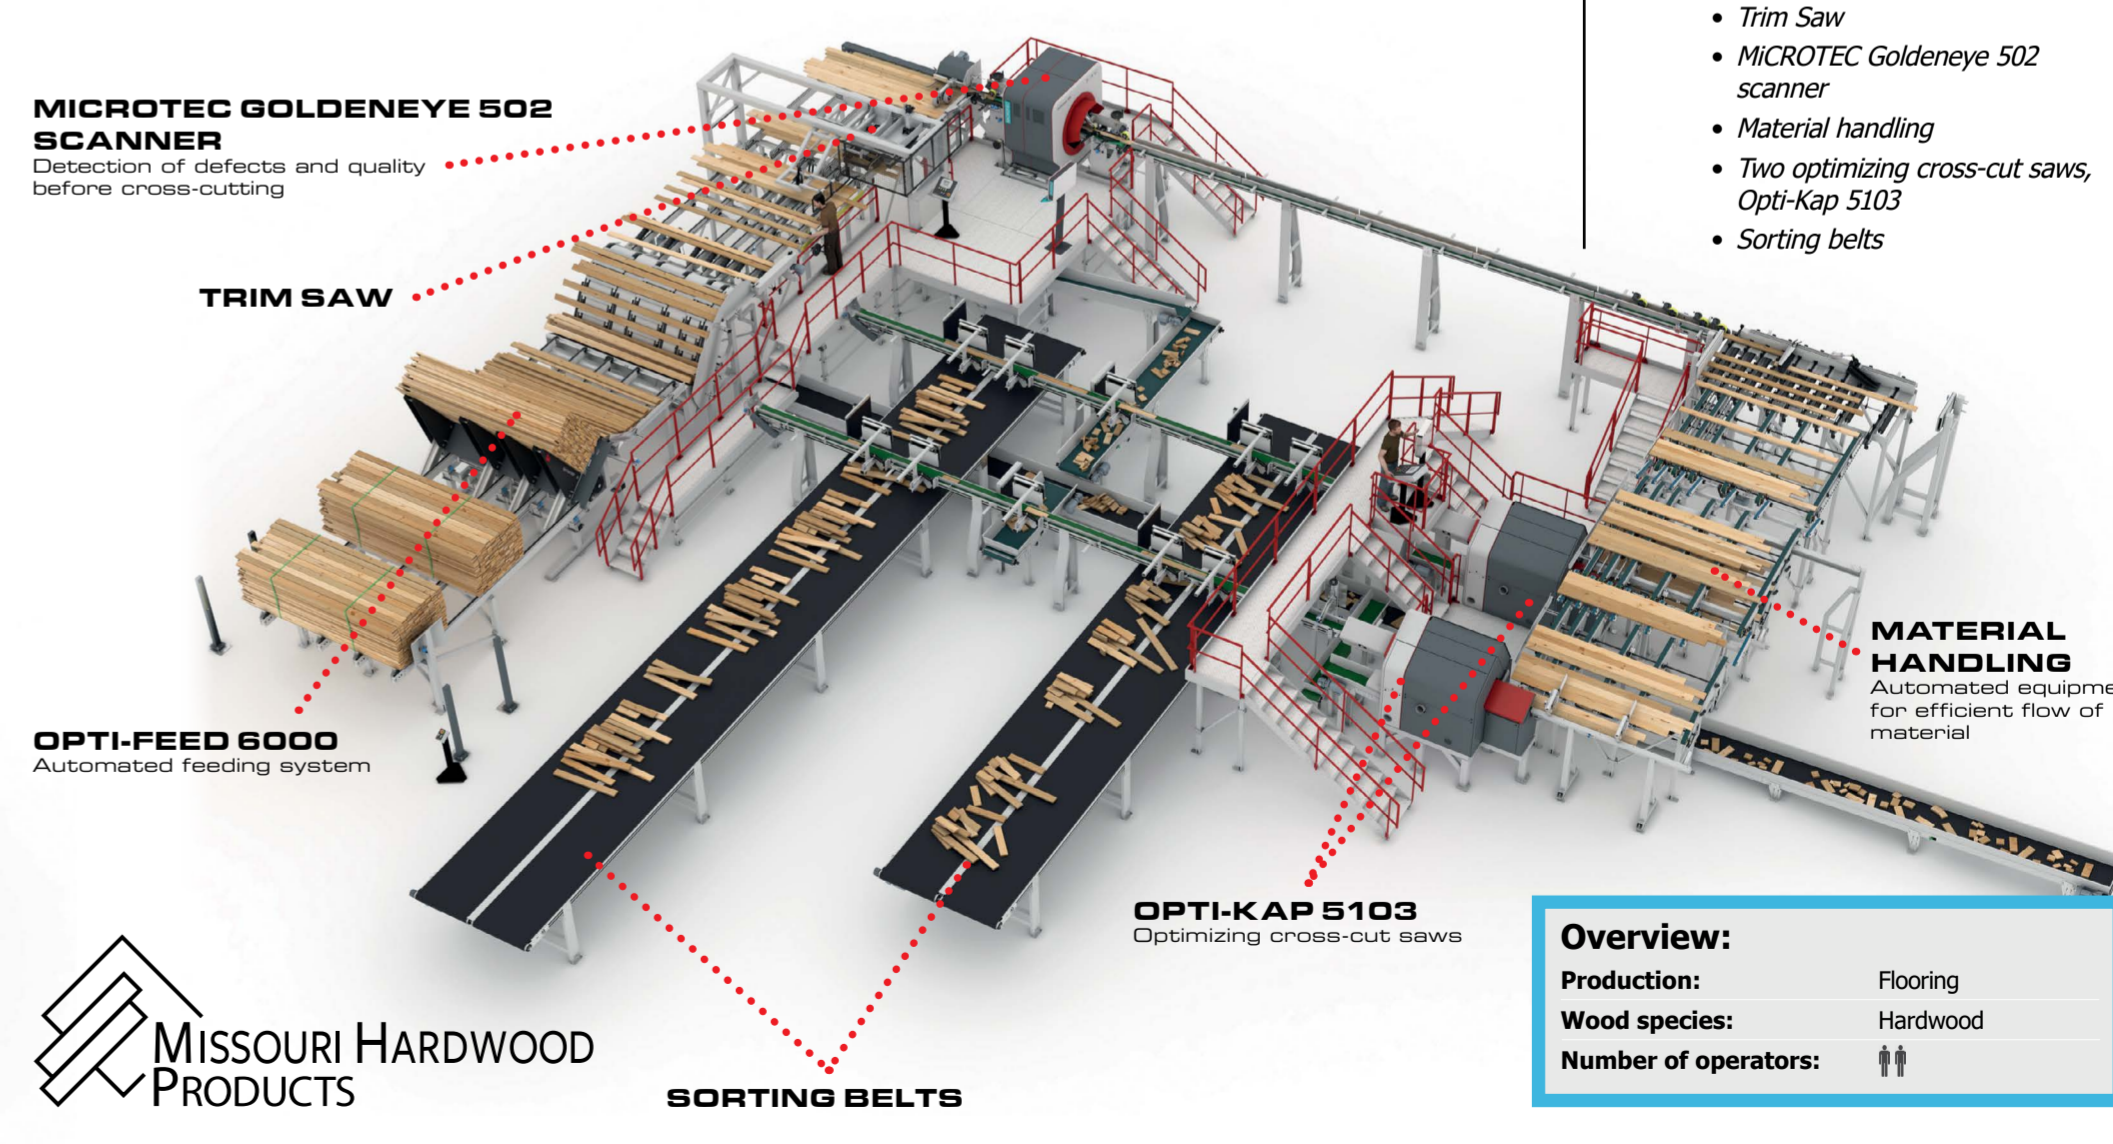 • Trim Saw
• MiCROTEC Goldeneye 502
scanner
• Material handling
• Two optimizing cross-cut saws,
Opti-Kap 5103
• Sorting belts
MICROTEC GOLDENEYE 502
SCANNER
Detection of defects and quality
before cross-cutting
TRIM SAW
MATERIAL
HANDLING
Automated equipme
for efficient flow of
material
OPTI-FEED 6000
Automated feeding system
OPTI-KAP 5103
Optimizing cross-cut saws
SORTING BELTS
MISSOURI HARDWOOD
PRODUCTS
Overview:
Production: Flooring
Wood species: Hardwood
Number of operators: